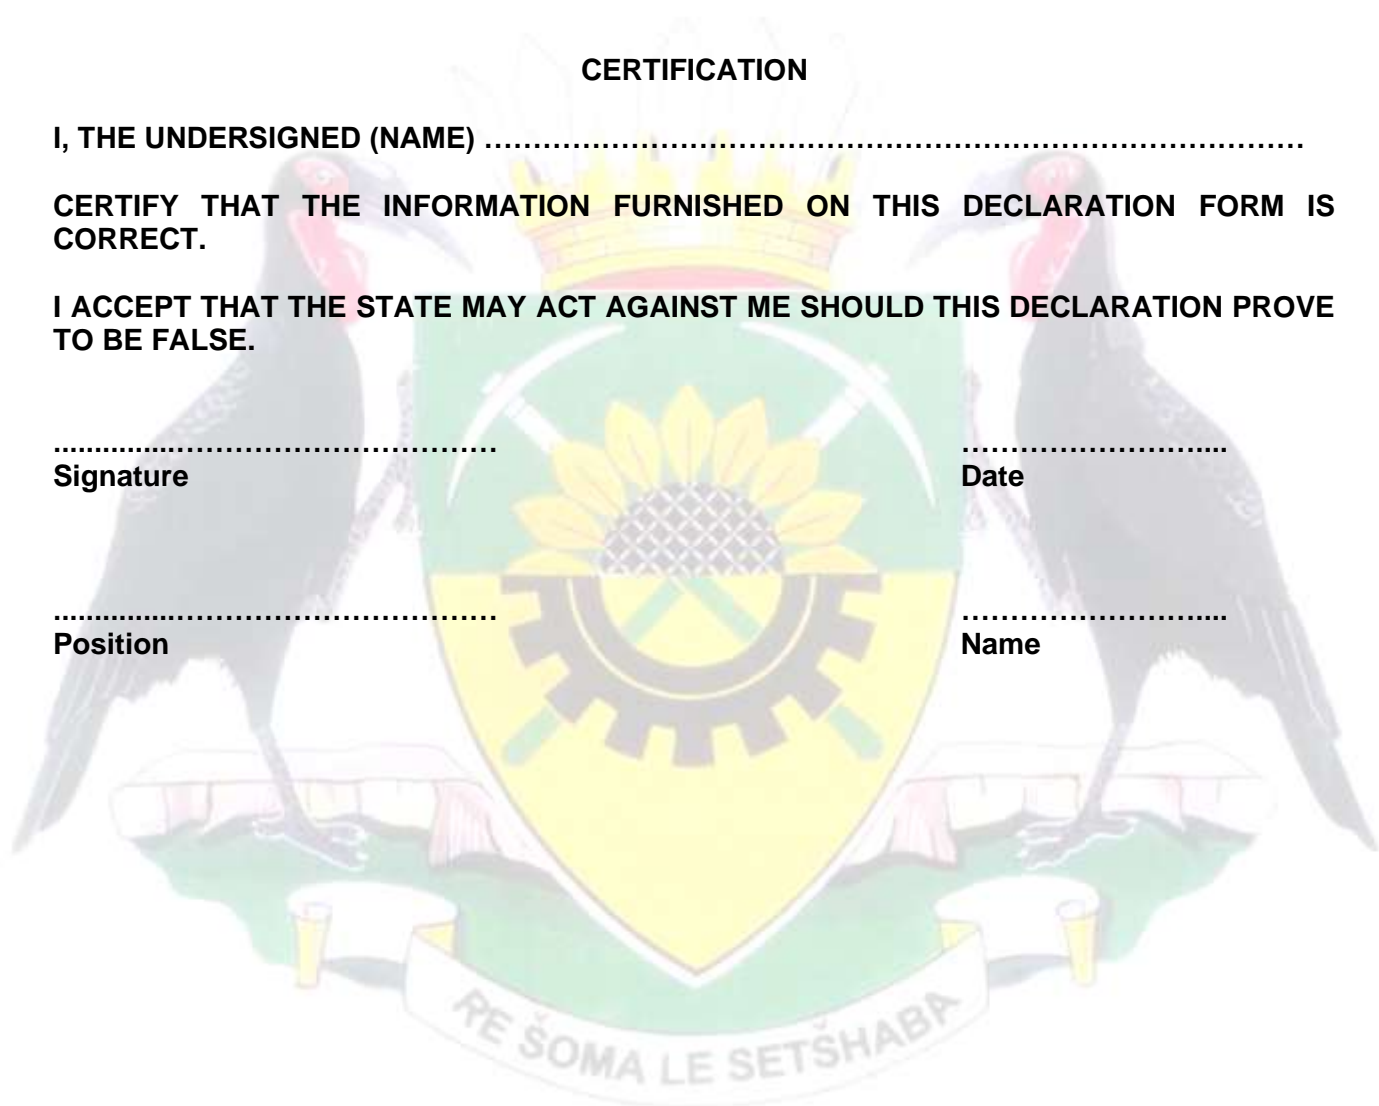 CERTIFICATION
I, THE UNDERSIGNED (NAME) ……………………………………………………………………………
CERTIFY THAT THE INFORMATION FURNISHED ON THIS DECLARATION FORM IS
CORRECT.
I ACCEPT THAT THE STATE MAY ACT AGAINST ME SHOULD THIS DECLARATION PROVE
TO BE FALSE.
...............…………………………… ……………………...
Signature Date
...............…………………………… ……………………...
Position Name
RE ŠOMA LE SETŠHABA